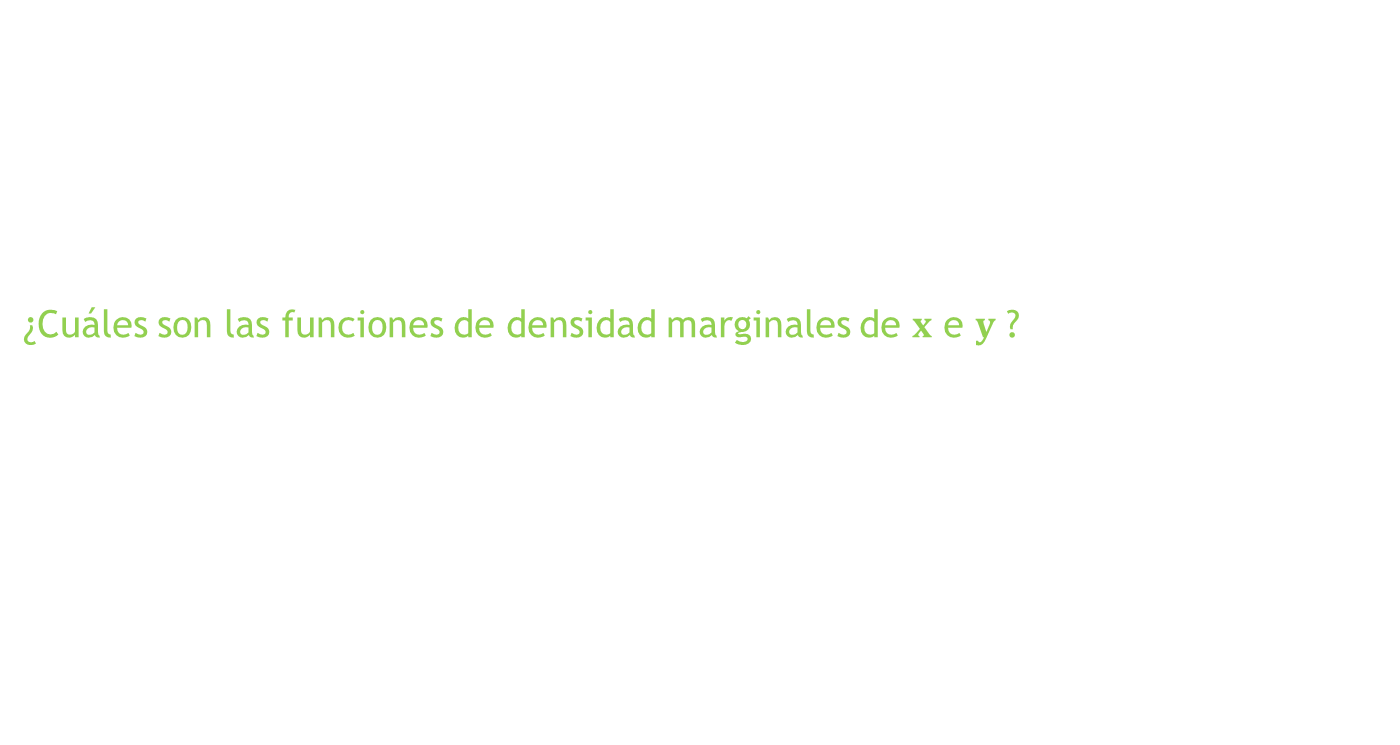 ¿Cuáles son las funciones de densidad marginales de x e y ?